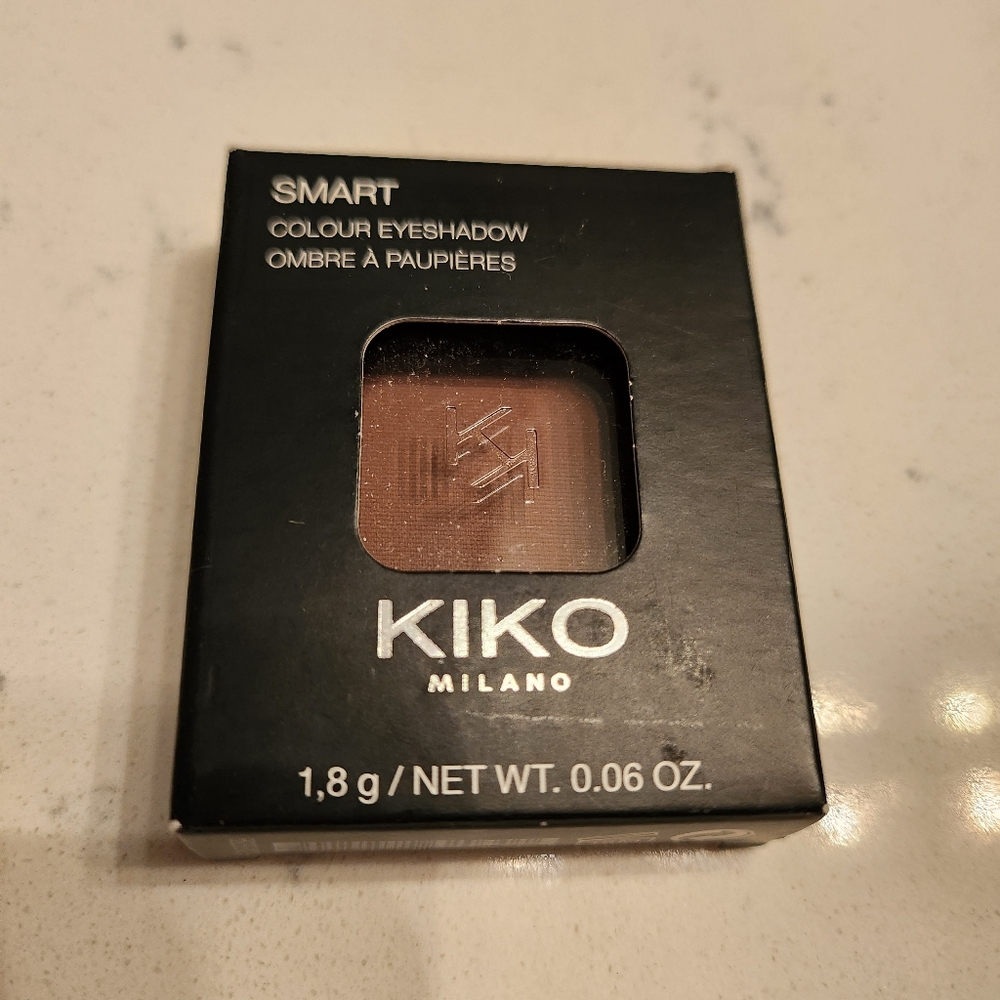 SMART
COLOUR EYESHADOW
OMBRE À PAUPIÈRES
KIKO
MILANO
1,8 g / NET WT. 0.06 OZ.